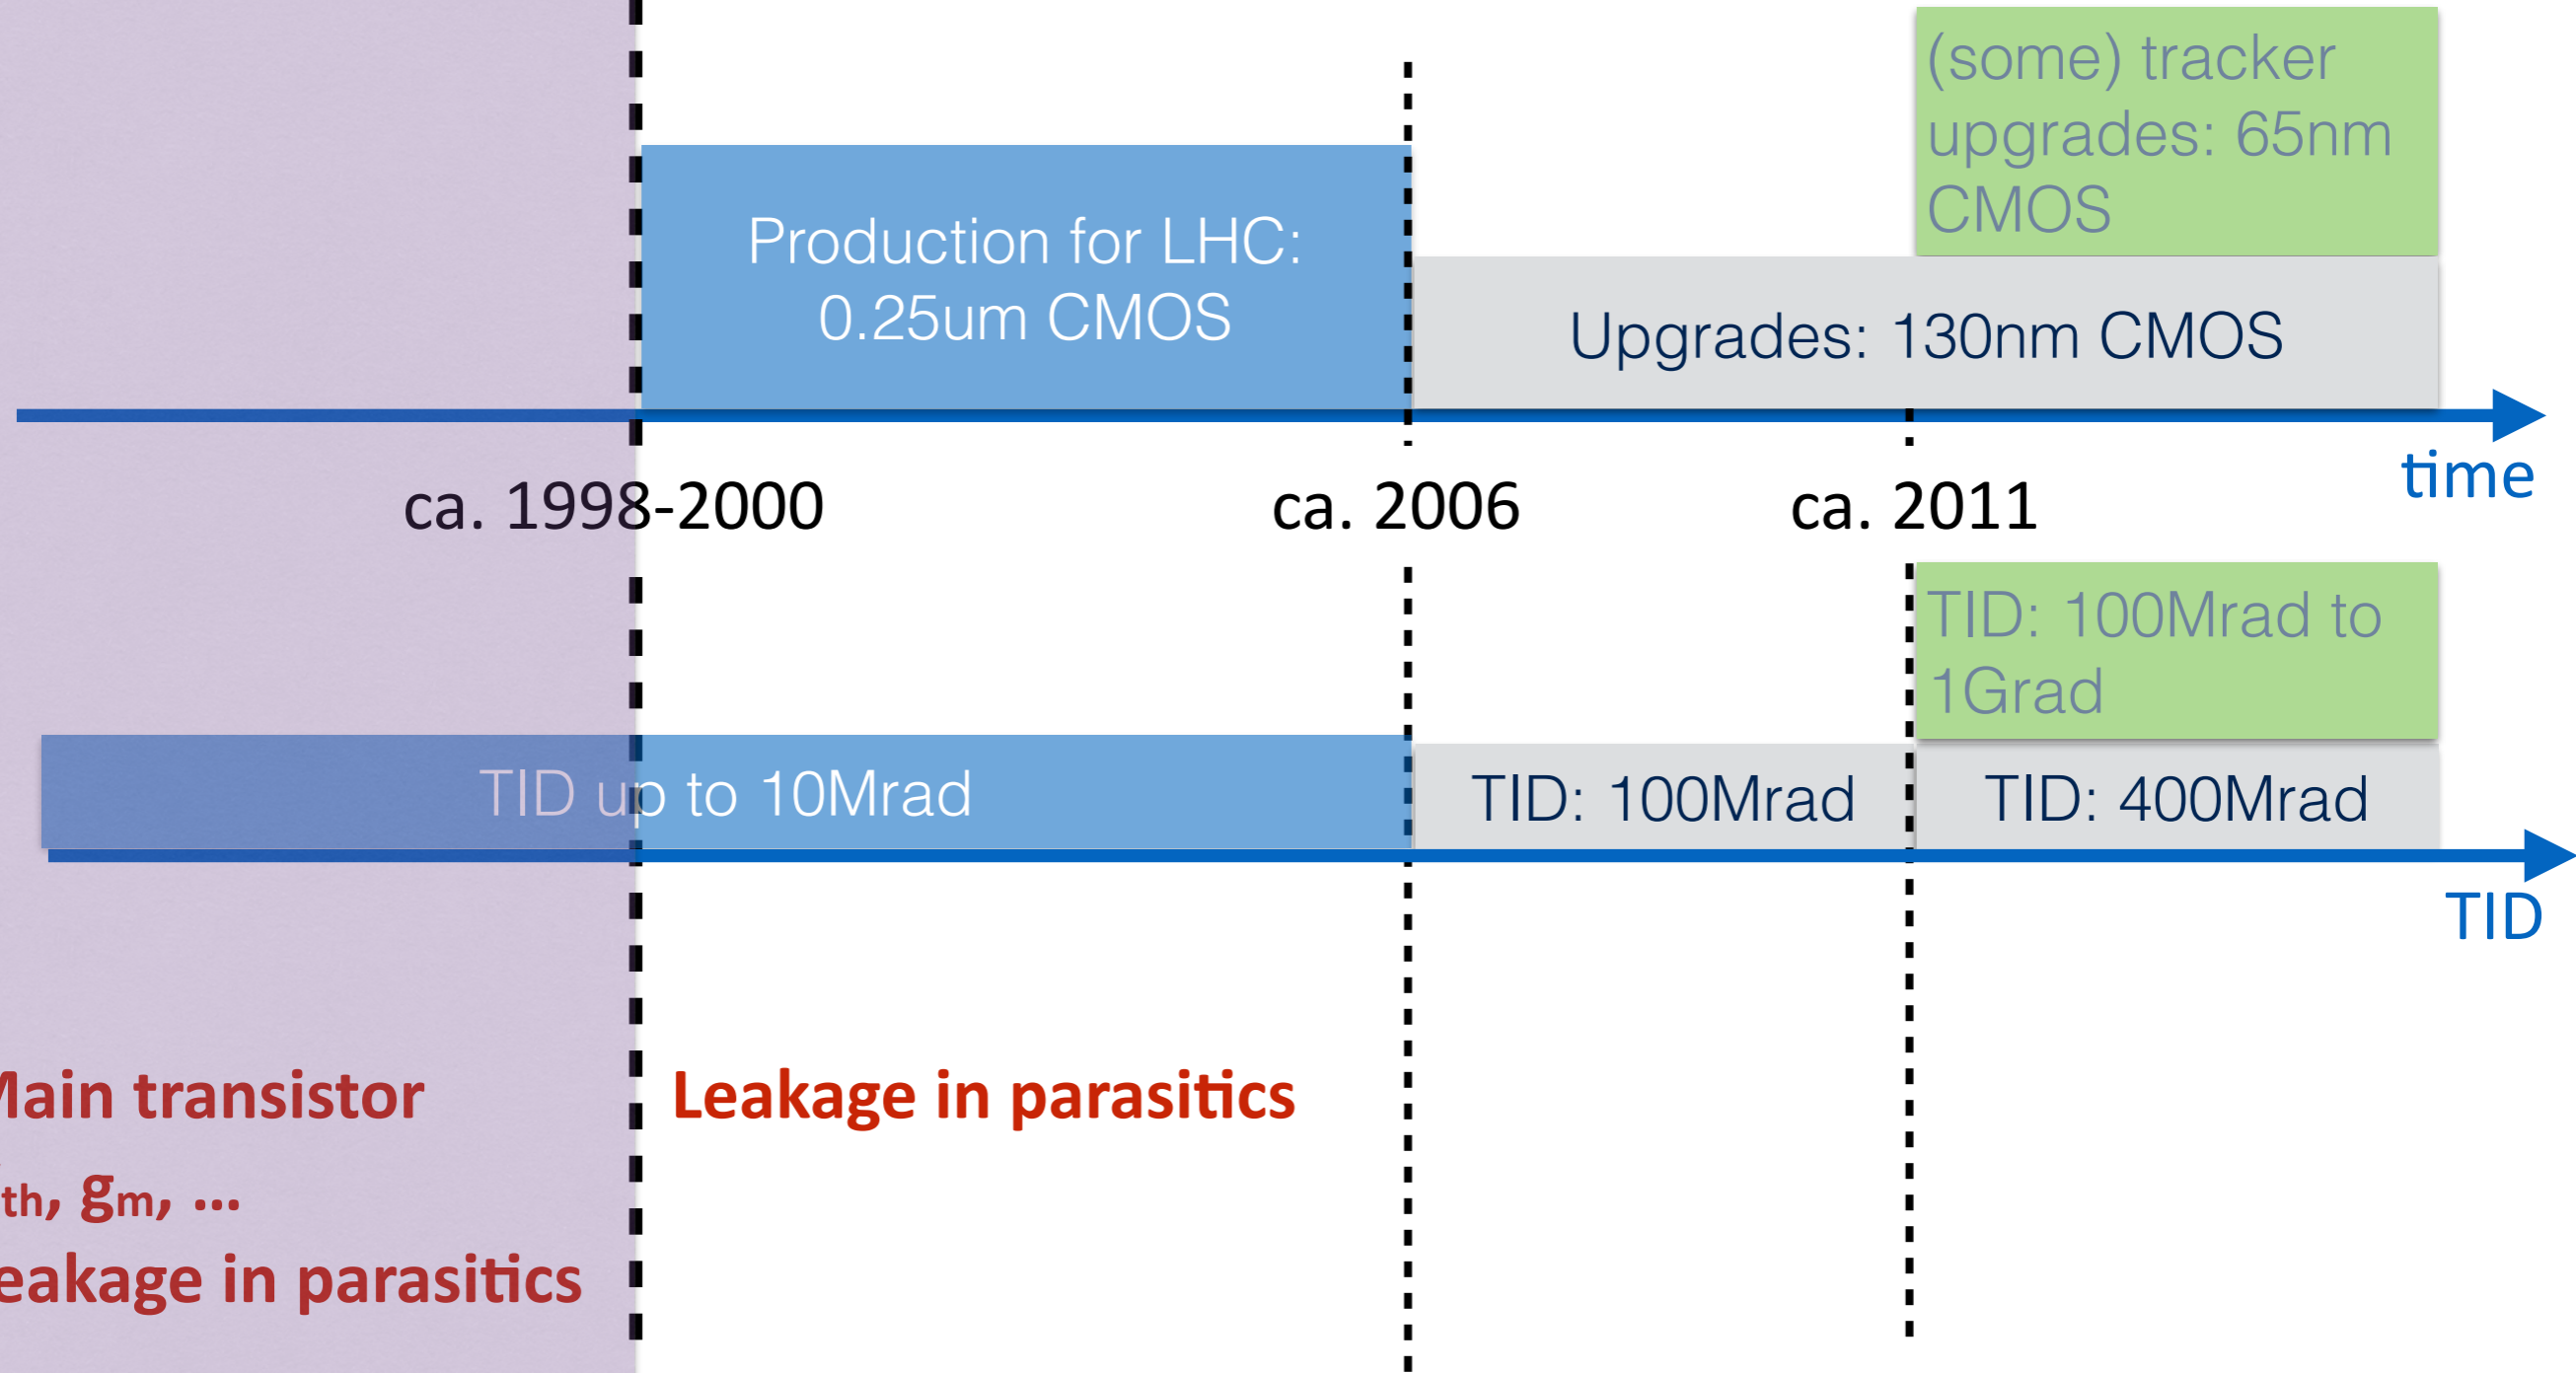 (some) tracker
upgrades: 65nm
CMOS
Production for LHC:
0.25um CMOS
Upgrades: 130nm CMOS
time
ca. 1998-2000
ca. 2006
ca. 2011
TID: 100Mrad to
1Grad
TID up to 10Mrad
TID: 100Mrad
TID: 400Mrad
TID
Main transistor
th, gm, ...
eakage in parasitics
Leakage in parasitics